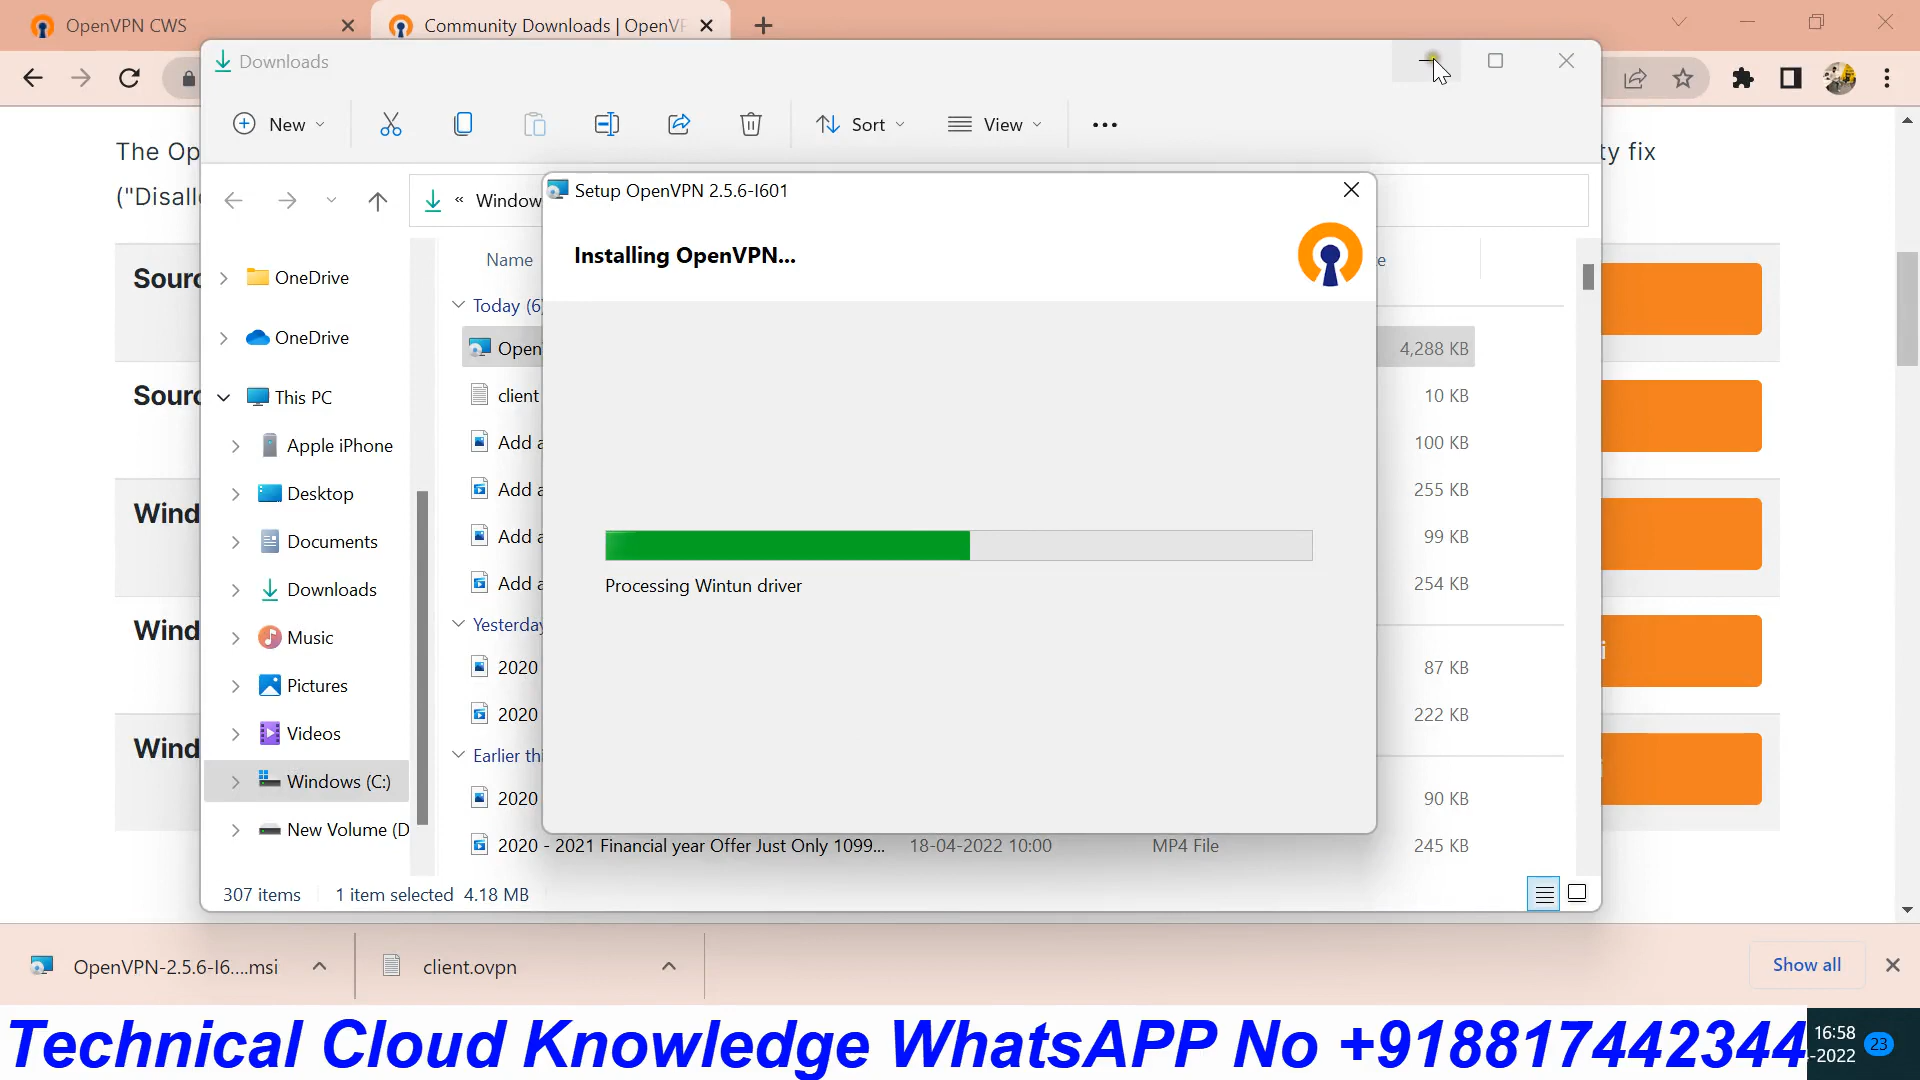 OpenVPN CWS
Community Downloads | OpenVP
Downloads
New
Sort
View
The Op
ty fix
("Disall
Window
Setup OpenVPN 2.5.6-I601
Installing OpenVPN...
Name
e
OneDrive
Today (6
Sourc
Open
4,288 KB
OneDrive
client
10 KB
Sourc
This PC
Add a
100 KB
Apple iPhone
Add a
255 KB
Desktop
Wind
Add a
99 KB
Documents
Processing Wintun driver
Add a
254 KB
Downloads
Yesterday
Wind
Music
2020
87 KB
i
Pictures
2020
222 KB
Videos
Earlier thi
Wind
Windows (C:)
2020
90 KB
New Volume (D
2020 - 2021 Financial year Offer Just Only 1099...
18-04-2022 10:00
MP4 File
245 KB
307 items
1 item selected 4.18 MB
OpenVPN-2.5.6-I6....msi
client.ovpn
Show all
Technical Cloud Knowledge WhatsAPP No +918817442344
16:58
-2022
23